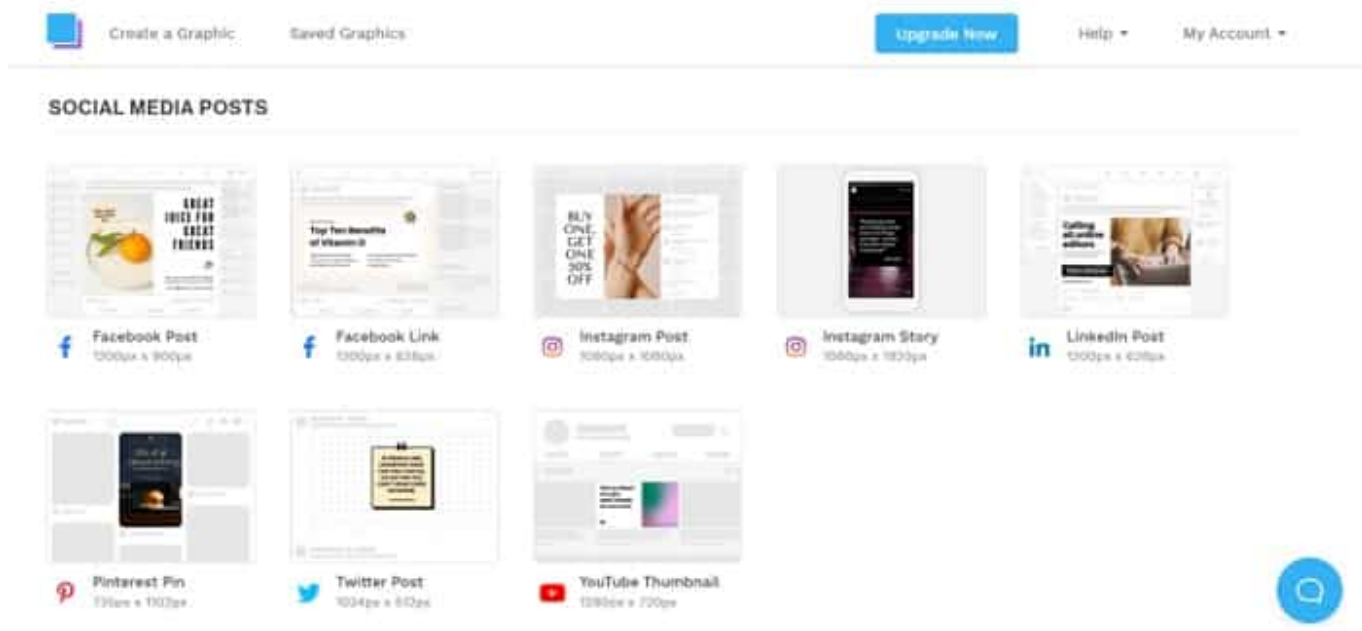 Create a Graphic
Saved Graphics
Upgrade Now
Help
My Account
SOCIAL MEDIA POSTS
GREAT
JUICE FOR
GREAT
FRIENDS
Top Ten Benefits
of Vitamin D
BUY
ONE,
GET
ONE
50%
OFF
Calling
all online
editors
Facebook Post
1200px x 900px
Facebook Link
1200px x 628px
Instagram Post
1080px x 1080px
Instagram Story
1080px x 1920px
LinkedIn Post
1200px x 628px
Pinterest Pin
735px x 1102px
Twitter Post
1024px x 512px
YouTube Thumbnail
1280px x 720px